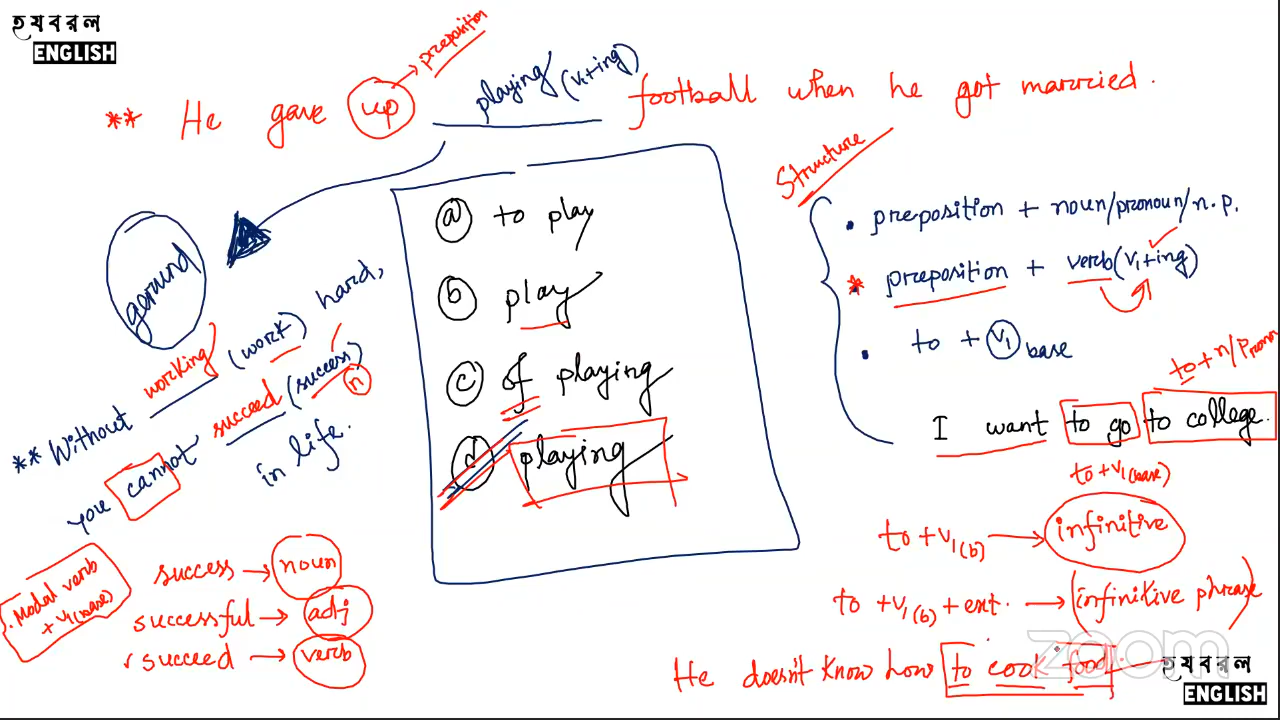 হ য ব র ল
ENGLISH
preposition
** He gave up playing (v1+ing) football when he got married.
Structure
gerund
a to play
b play
c of playing
d playing
• preposition + noun/pronoun/n.p.
* preposition + verb (v1+ing)
• to + v1 base
to + n/Pronou
I want to go to college.
to+v1(base)
to + v1(b) → infinitive
to + v1(b) + ext. → (infinitive phrase)
He doesn't know how to cook food.
** Without working (work) hard,
you cannot succeed (success) in life.
n
Modal verb
+ v1(base)
success → noun
successful → adj
succeed → verb
zoom
হ য ব র ল
ENGLISH